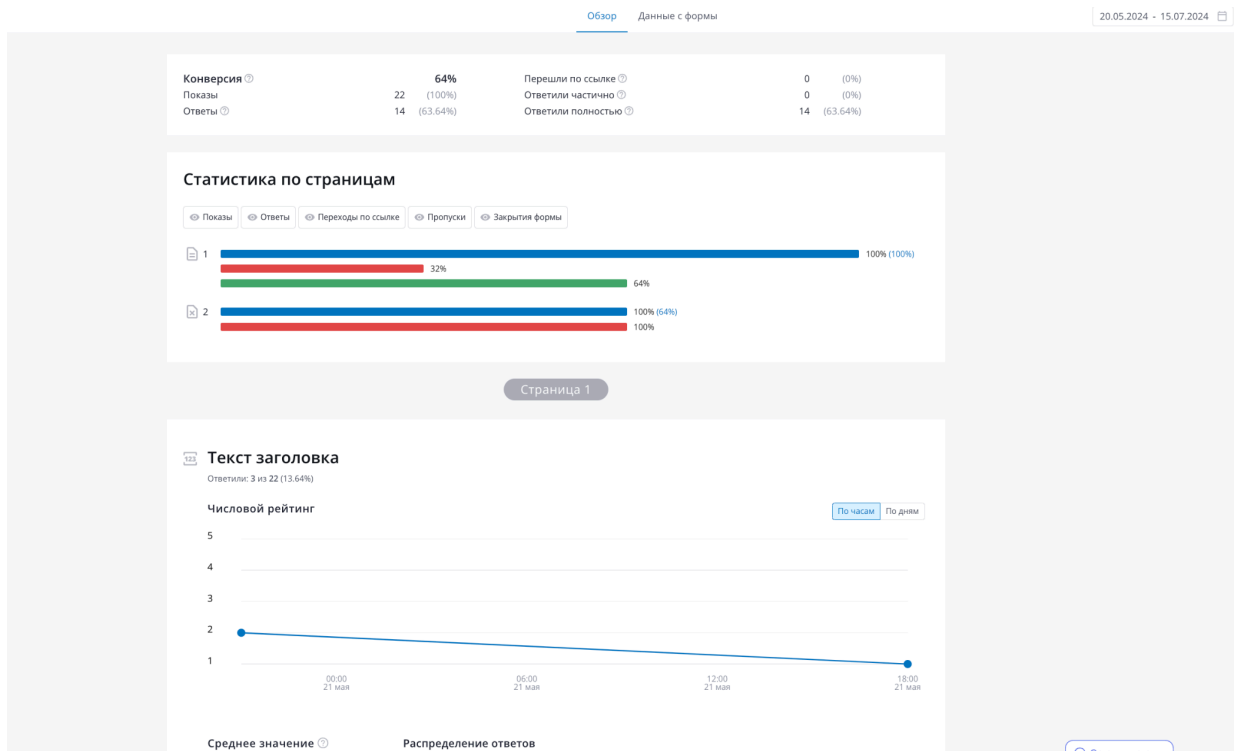 Обзор Данные с формы 20.05.2024 - 15.07.2024
Конверсия 64% Перешли по ссылке 0 (0%)
Показы 22 (100%) Ответили частично 0 (0%)
Ответы 14 (63.64%) Ответили полностью 14 (63.64%)
Статистика по страницам
Показы Ответы Переходы по ссылке Пропуски Закрытия формы
1 100% (100%)
32%
64%
2 100% (64%)
100%
Страница 1
123 Текст заголовка
Ответили: 3 из 22 (13.64%)
Числовой рейтинг По часам По дням
5
4
3
2
1
00:00 06:00 12:00 18:00
21 мая 21 мая 21 мая 21 мая
Среднее значение Распределение ответов